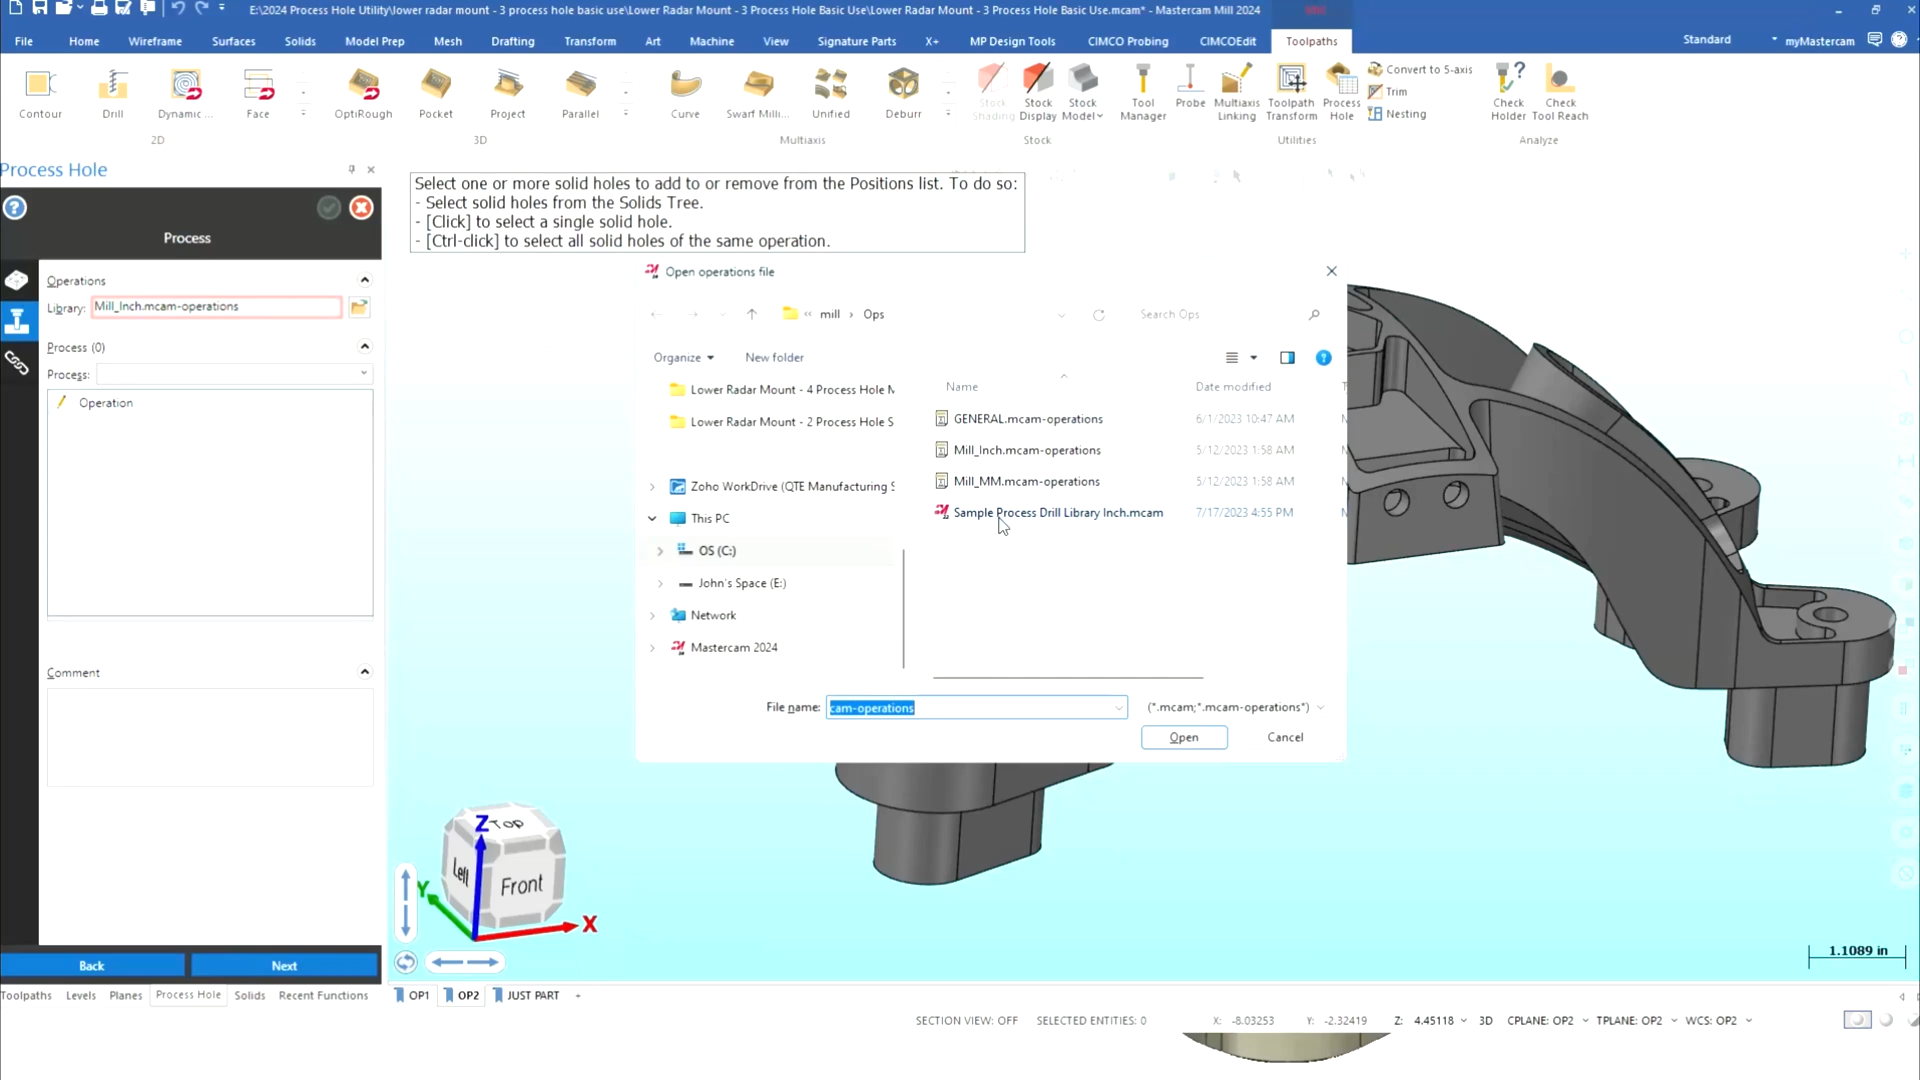 E:\2024 Process Hole Utility\lower radar mount - 3 process hole basic use\Lower Radar Mount - 3 Process Hole Basic Use\Lower Radar Mount - 3 Process Hole Basic Use.mcam* - Mastercam Mill 2024
File Home Wireframe Surfaces Solids Model Prep Mesh Drafting Transform Art Machine View Signature Parts X+ MP Design Tools CIMCO Probing CIMCOEdit Toolpaths Standard myMastercam
Contour Drill Dynamic ... Face OptiRough Pocket Project Parallel Curve Swarf Milli... Unified Deburr
Stock Shading Stock Display Stock Model Tool Manager Probe Multiaxis Linking Toolpath Transform Process Hole
Convert to 5-axis
Trim
Nesting
Check Holder Check Tool Reach
2D 3D Multiaxis Stock Utilities Analyze
Process Hole
Process
Operations
Library: Mill_Inch.mcam-operations
Process (0)
Process:
Operation
Comment
Back Next
Select one or more solid holes to add to or remove from the Positions list. To do so:
- Select solid holes from the Solids Tree.
- [Click] to select a single solid hole.
- [Ctrl-click] to select all solid holes of the same operation.
Open operations file
« mill › Ops
Search Ops
Organize New folder
Lower Radar Mount - 4 Process Hole M
Lower Radar Mount - 2 Process Hole S
Zoho WorkDrive (QTE Manufacturing S
This PC
OS (C:)
John's Space (E:)
Network
Mastercam 2024
Name Date modified T
GENERAL.mcam-operations 6/1/2023 10:47 AM M
Mill_Inch.mcam-operations 5/12/2023 1:58 AM M
Mill_MM.mcam-operations 5/12/2023 1:58 AM M
Sample Process Drill Library Inch.mcam 7/17/2023 4:55 PM M
File name: cam-operations (*.mcam;*.mcam-operations*)
Open Cancel
Top
Left
Front
Z
Y
X
1.1089 in
Toolpaths Levels Planes Process Hole Solids Recent Functions OP1 OP2 JUST PART +
SECTION VIEW: OFF SELECTED ENTITIES: 0 X: -8.03253 Y: -2.32419 Z: 4.45118 3D CPLANE: OP2 TPLANE: OP2 WCS: OP2